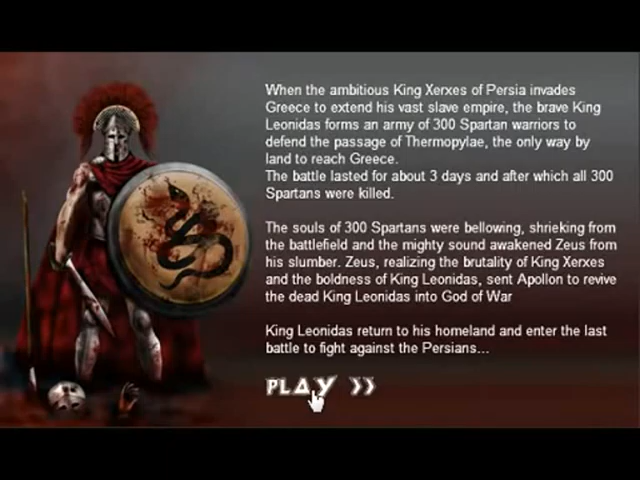 When the ambitious King Xerxes of Persia invades
Greece to extend his vast slave empire, the brave King
Leonidas forms an army of 300 Spartan warriors to
defend the passage of Thermopylae, the only way by
land to reach Greece.
The battle lasted for about 3 days and after which all 300
Spartans were killed.
The souls of 300 Spartans were bellowing, shrieking from
the battlefield and the mighty sound awakened Zeus from
his slumber. Zeus, realizing the brutality of King Xerxes
and the boldness of King Leonidas, sent Apollon to revive
the dead King Leonidas into God of War
King Leonidas return to his homeland and enter the last
battle to fight against the Persians...
PLAY »